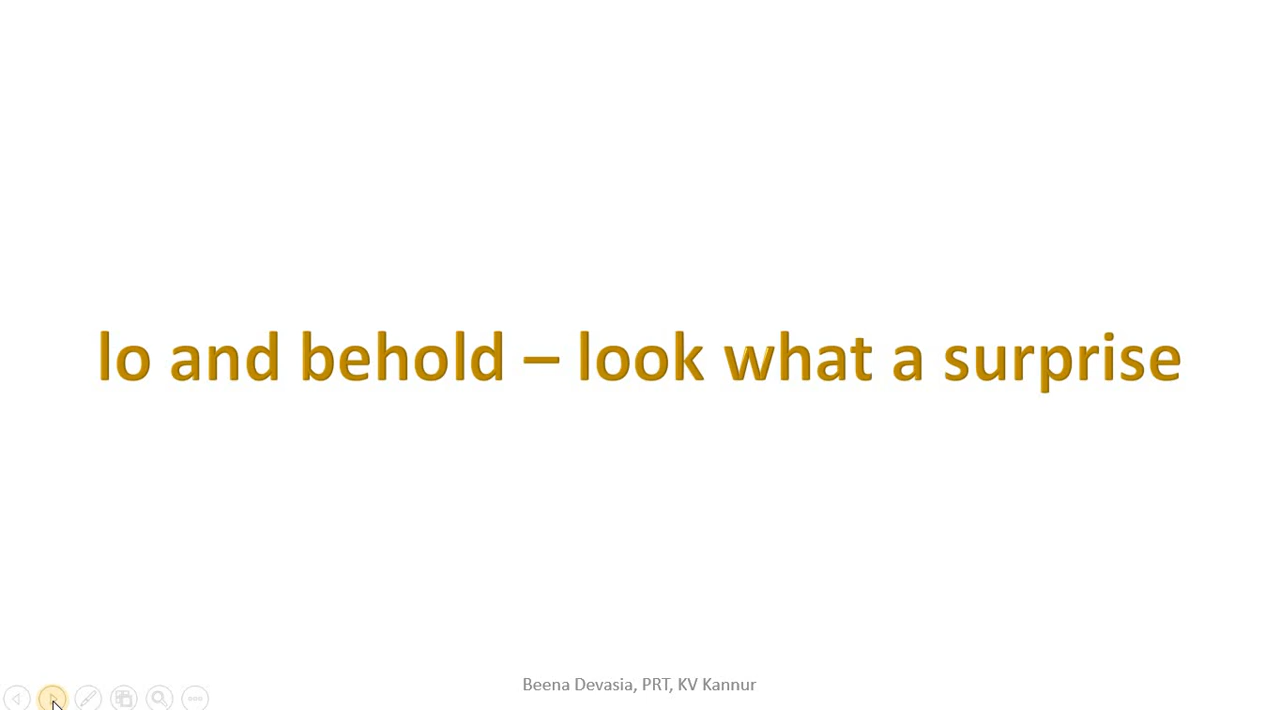 lo and behold – look what a surprise
Beena Devasia, PRT, KV Kannur